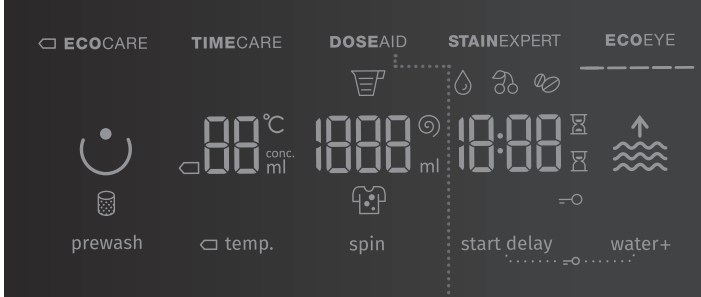 ECOCARE TIMECARE DOSEAID STAINEXPERT ECOEYE
88 °C conc. ml 1888 ml 18:88
prewash temp. spin start delay water+